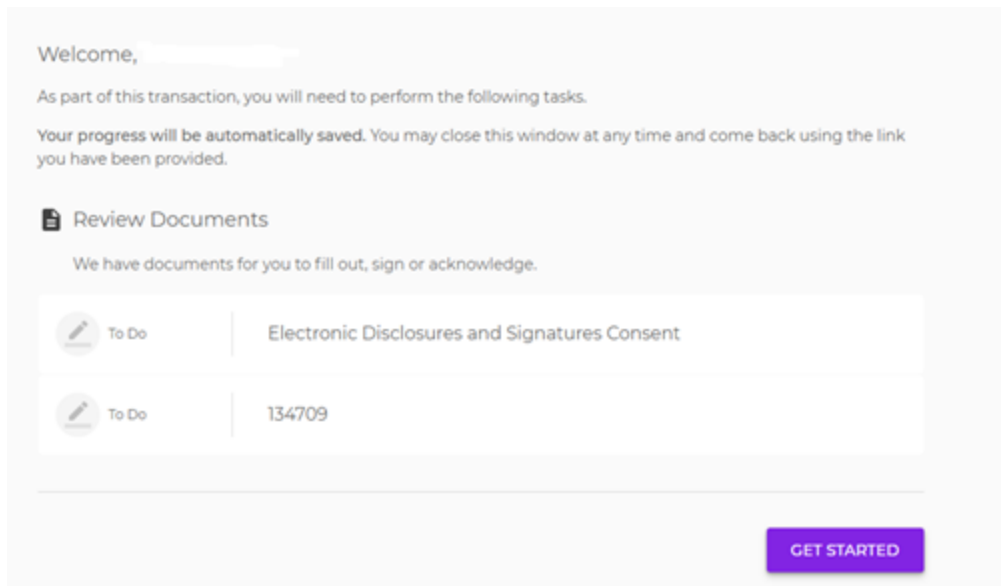 Welcome,
As part of this transaction, you will need to perform the following tasks.
Your progress will be automatically saved. You may close this window at any time and come back using the link
you have been provided.
Review Documents
We have documents for you to fill out, sign or acknowledge.
To Do
Electronic Disclosures and Signatures Consent
To Do
134709
GET STARTED